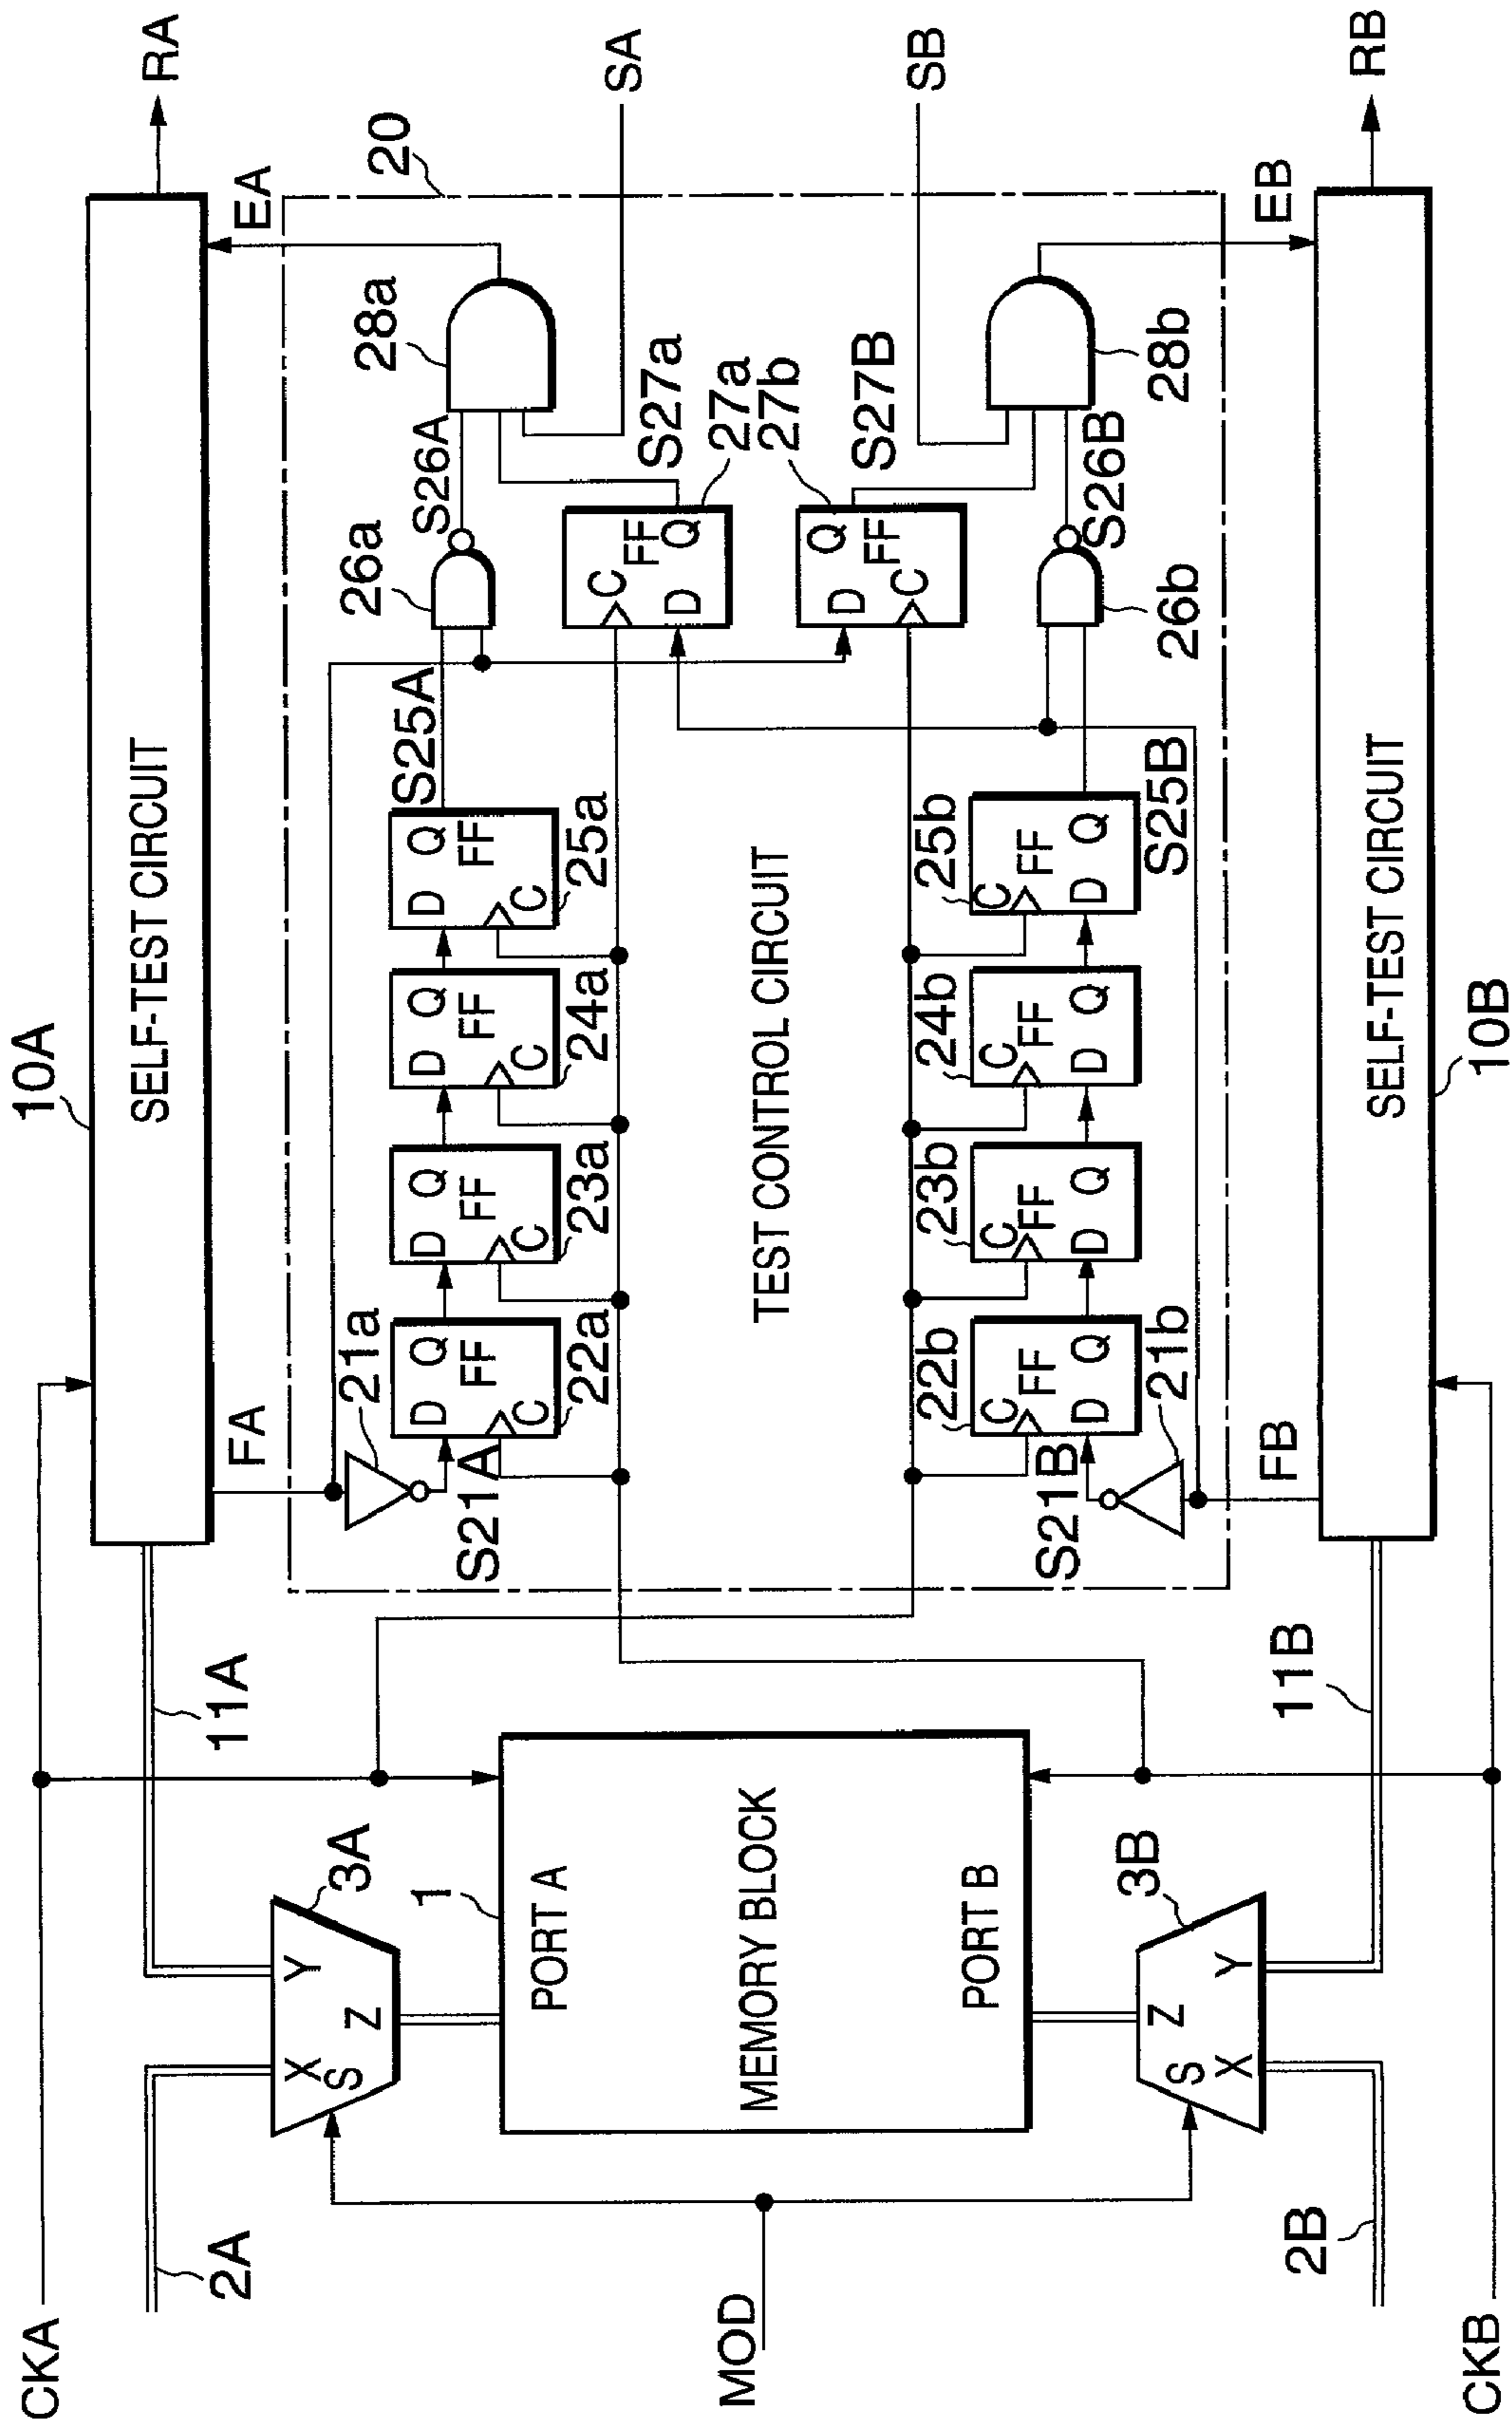 CKA
2A
11A
10A
SELF-TEST CIRCUIT
RA
FA
EA
3A
X
Y
S
Z
21a
S21A
D Q
FF
C
22a
D Q
FF
C
23a
D Q
FF
C
24a
D Q
FF
C
25a
S25A
26a
S26A
28a
20
SA
C
FF
D Q
S27a
27a
1
PORT A
MEMORY BLOCK
PORT B
MOD
TEST CONTROL CIRCUIT
27b
D Q
FF
C
S27B
SB
22b
C
FF
D Q
23b
C
FF
D Q
24b
C
FF
D Q
25b
C
FF
D Q
S25B
S21B
21b
26b
S26B
28b
3B
Z
S
X
Y
FB
EB
2B
11B
SELF-TEST CIRCUIT
10B
RB
CKB